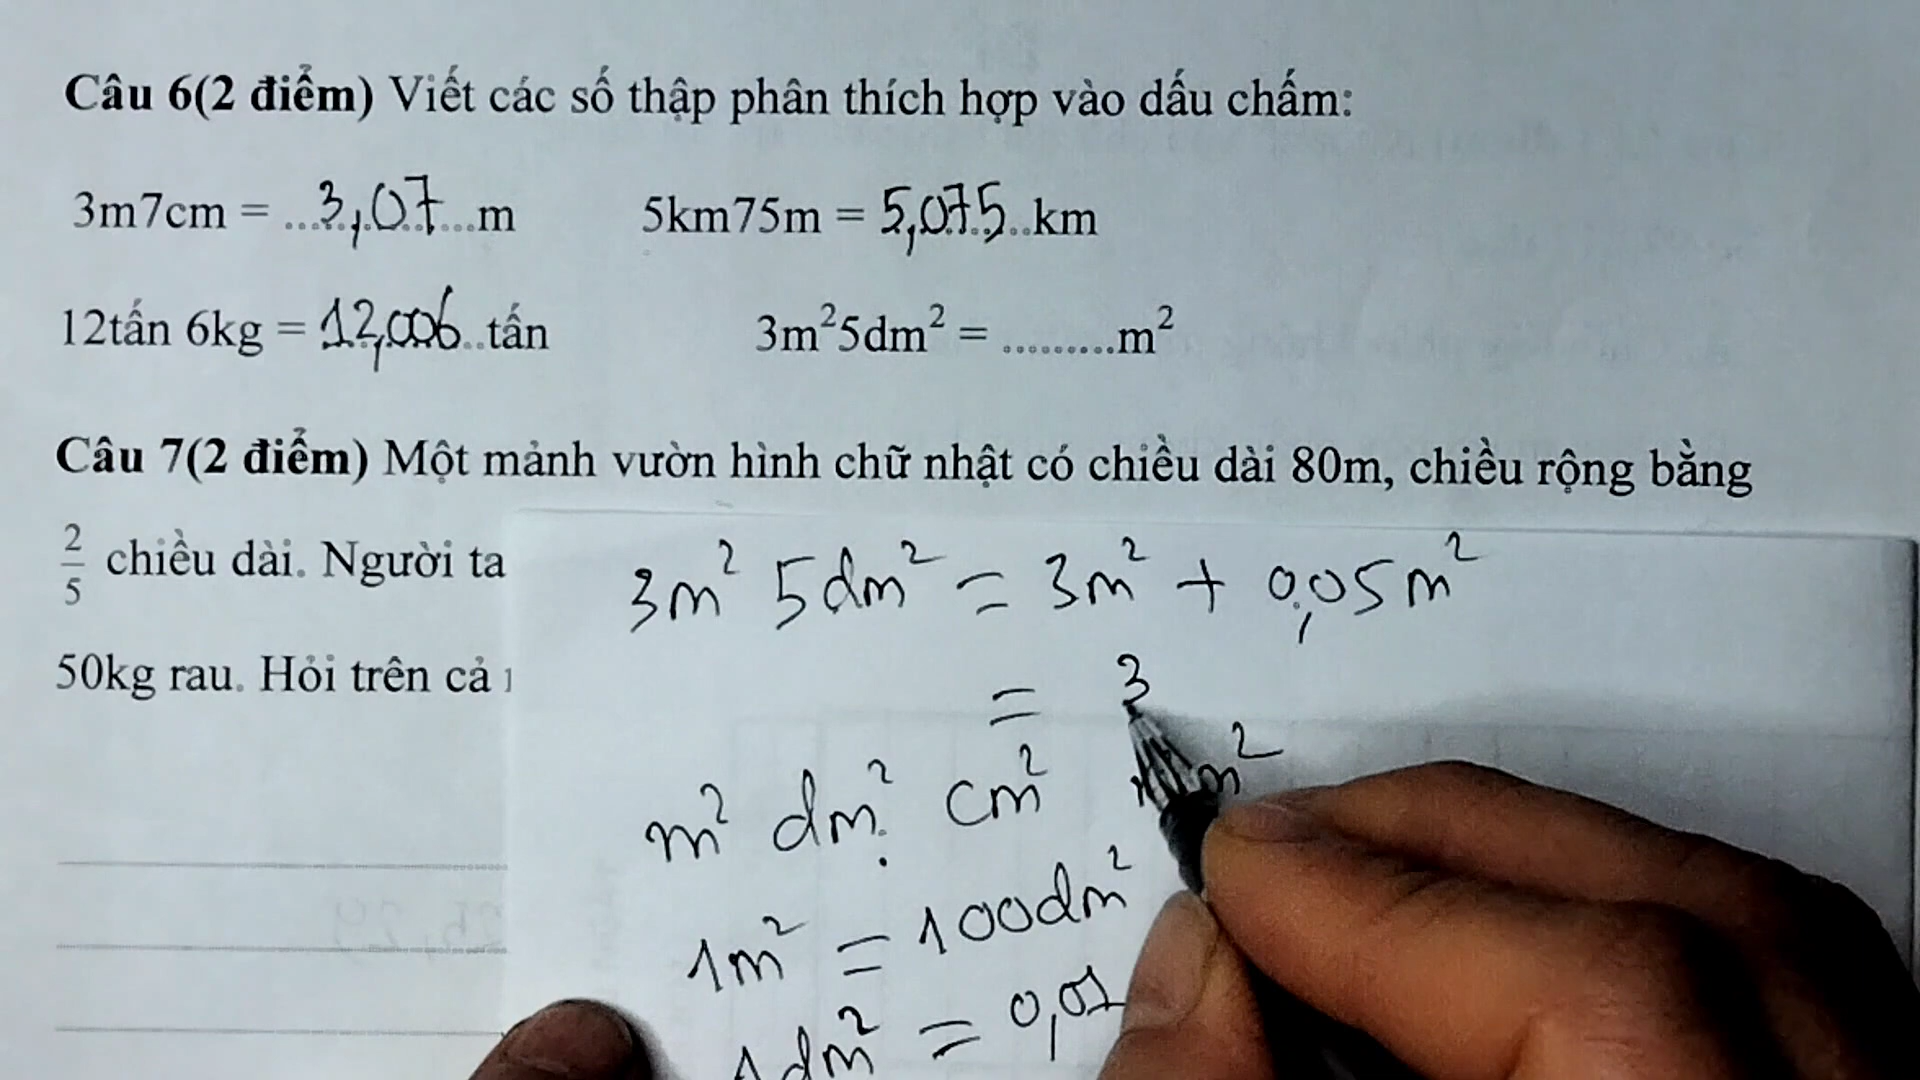 Câu 6(2 điểm) Viết các số thập phân thích hợp vào dấu chấm:
3m7cm = ...3,07...m 5km75m = 5,075..km
12tấn 6kg = 12,006..tấn 3m²5dm² = ..........m²
Câu 7(2 điểm) Một mảnh vườn hình chữ nhật có chiều dài 80m, chiều rộng bằng
2/5 chiều dài. Người ta
50kg rau. Hỏi trên cả
3m² 5dm² = 3m² + 0,05m²
= 3
m² dm² cm²
1m² = 100dm²
1dm² = 0,01